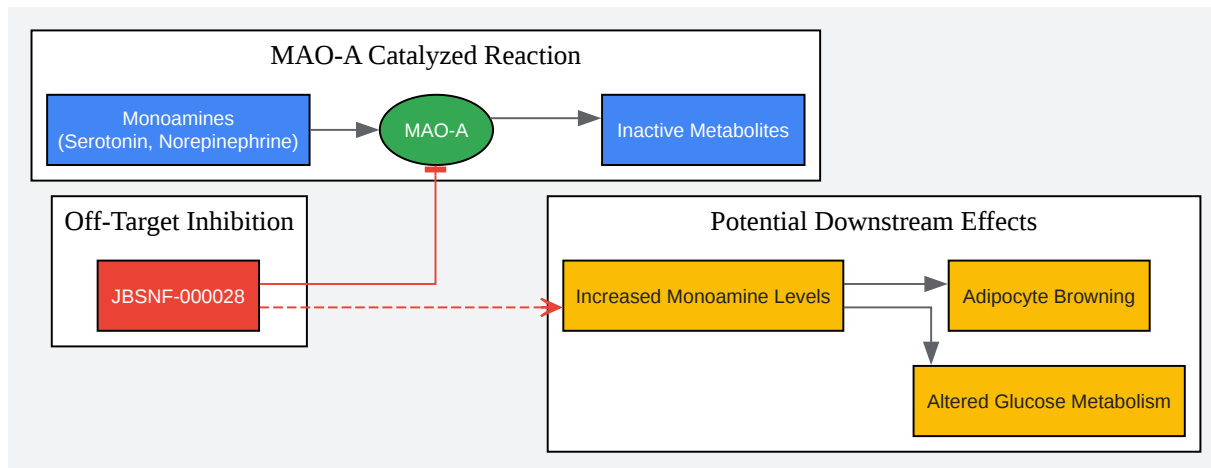 MAO-A Catalyzed Reaction
Monoamines
(Serotonin, Norepinephrine)
MAO-A
Inactive Metabolites
Off-Target Inhibition
JBSNF-000028
Potential Downstream Effects
Increased Monoamine Levels
Adipocyte Browning
Altered Glucose Metabolism